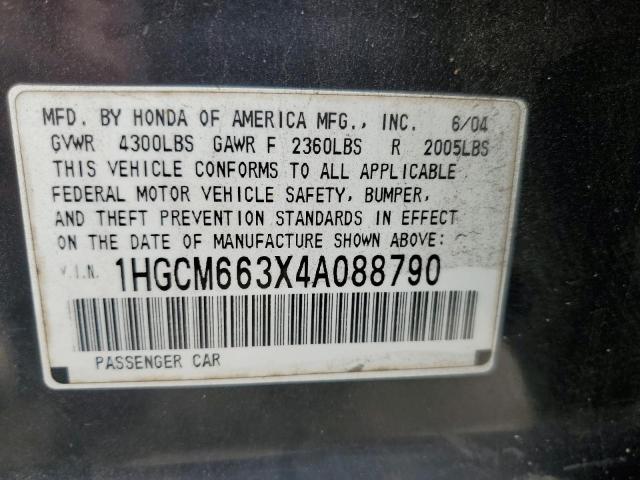 MFD. BY HONDA OF AMERICA MFG., INC. 6/04
GVWR 4300LBS GAWR F 2360LBS R 2005LBS
THIS VEHICLE CONFORMS TO ALL APPLICABLE
FEDERAL MOTOR VEHICLE SAFETY, BUMPER,
AND THEFT PREVENTION STANDARDS IN EFFECT
ON THE DATE OF MANUFACTURE SHOWN ABOVE:
V.I.N. 1HGCM663X4A088790
PASSENGER CAR